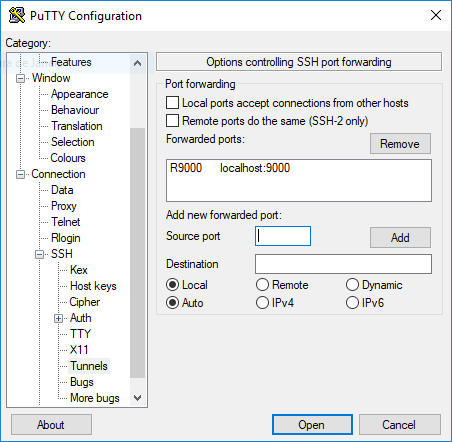 PuTTY Configuration
Category:
Features
Window
Appearance
Behaviour
Translation
Selection
Colours
Connection
Data
Proxy
Telnet
Rlogin
SSH
Kex
Host keys
Cipher
Auth
TTY
X11
Tunnels
Bugs
More bugs
Options controlling SSH port forwarding
Port forwarding
Local ports accept connections from other hosts
Remote ports do the same (SSH-2 only)
Forwarded ports:
Remove
R9000 localhost:9000
Add new forwarded port:
Source port
Add
Destination
Local Remote Dynamic
Auto IPv4 IPv6
About
Open
Cancel